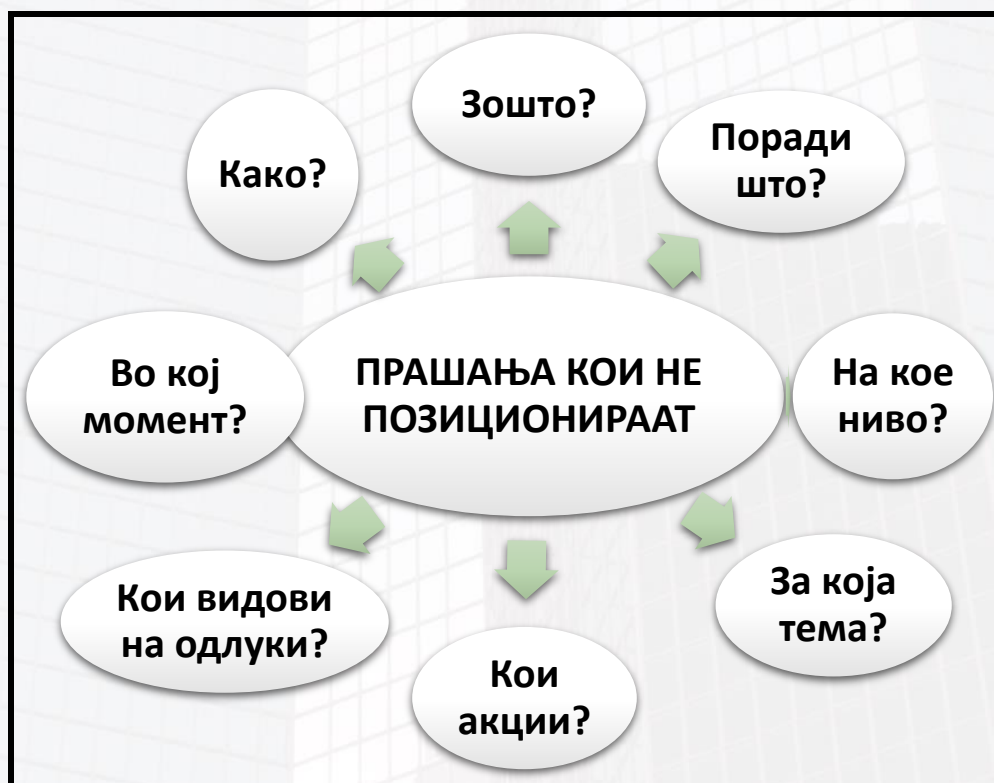 Зошто?
Поради
што?
Како?
ПРАШАЊА КОИ НЕ
ПОЗИЦИОНИРААТ
Во кој
момент?
На кое
ниво?
Кои видови
на одлуки?
За која
тема?
Кои
акции?